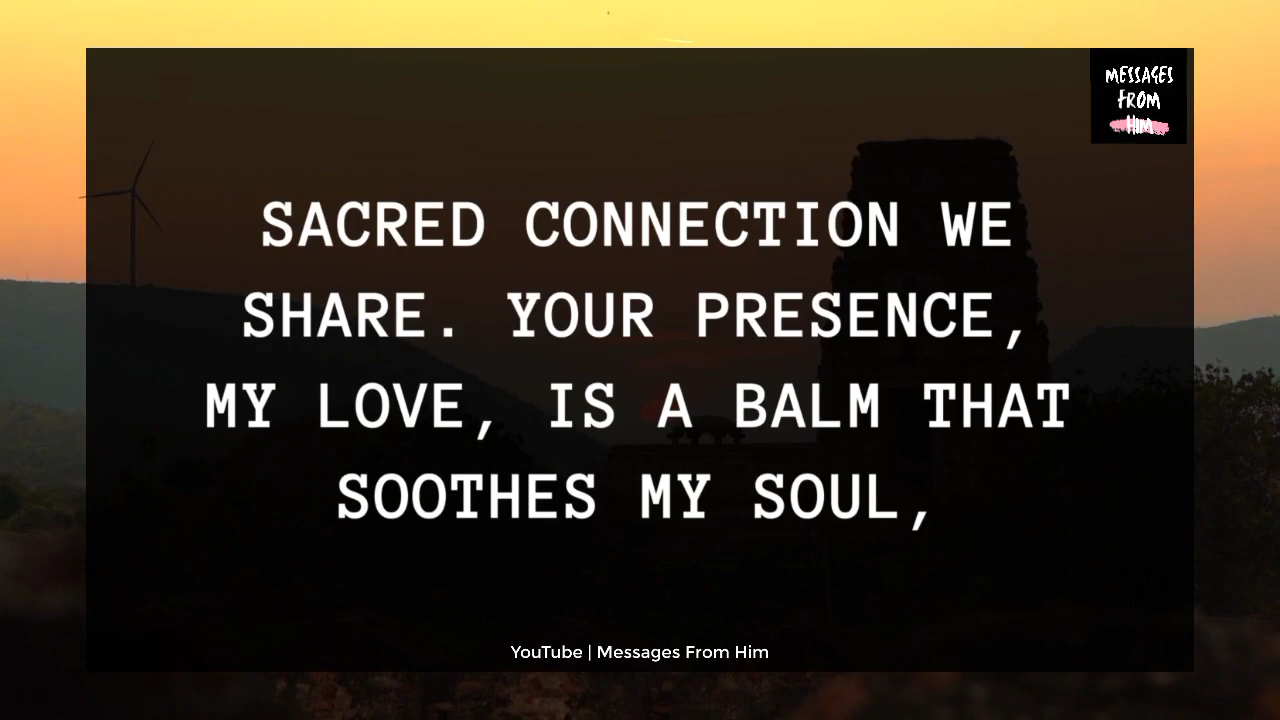 MESSAGES
FROM
HIM
SACRED CONNECTION WE
SHARE. YOUR PRESENCE,
MY LOVE, IS A BALM THAT
SOOTHES MY SOUL,
YouTube | Messages From Him